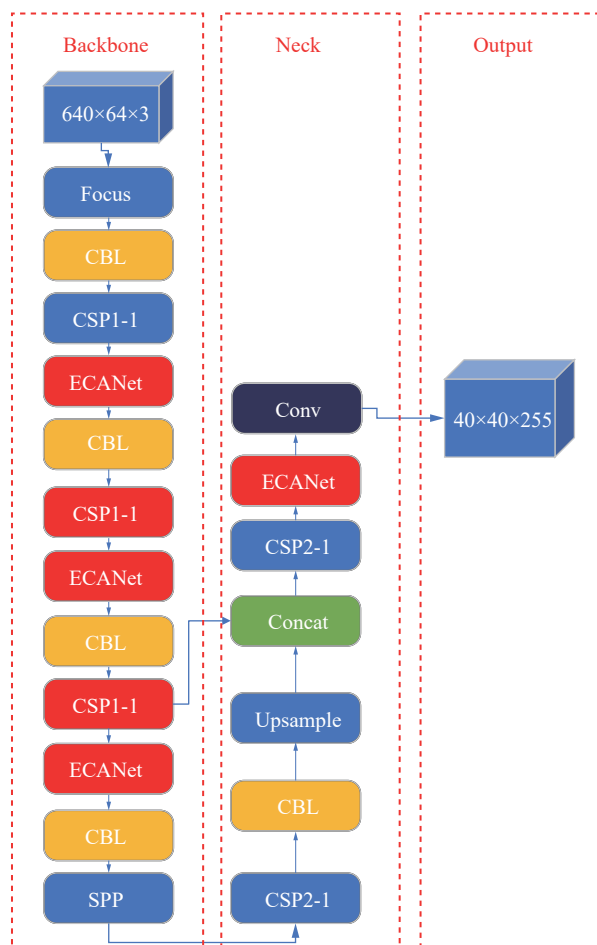 Backbone
640×64×3
Focus
CBL
CSP1-1
ECANet
CBL
CSP1-1
ECANet
CBL
CSP1-1
ECANet
CBL
SPP
Neck
Conv
ECANet
CSP2-1
Concat
Upsample
CBL
CSP2-1
Output
40×40×255